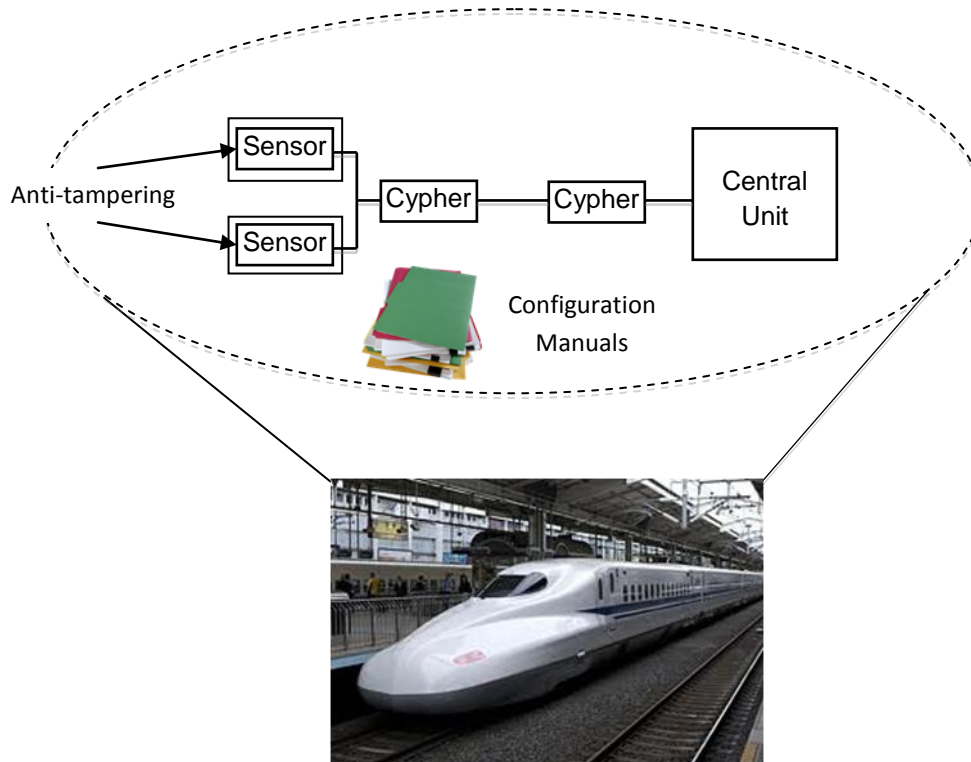 Sensor
Anti-tampering
Sensor
Cypher
Cypher
Central
Unit
Configuration
Manuals